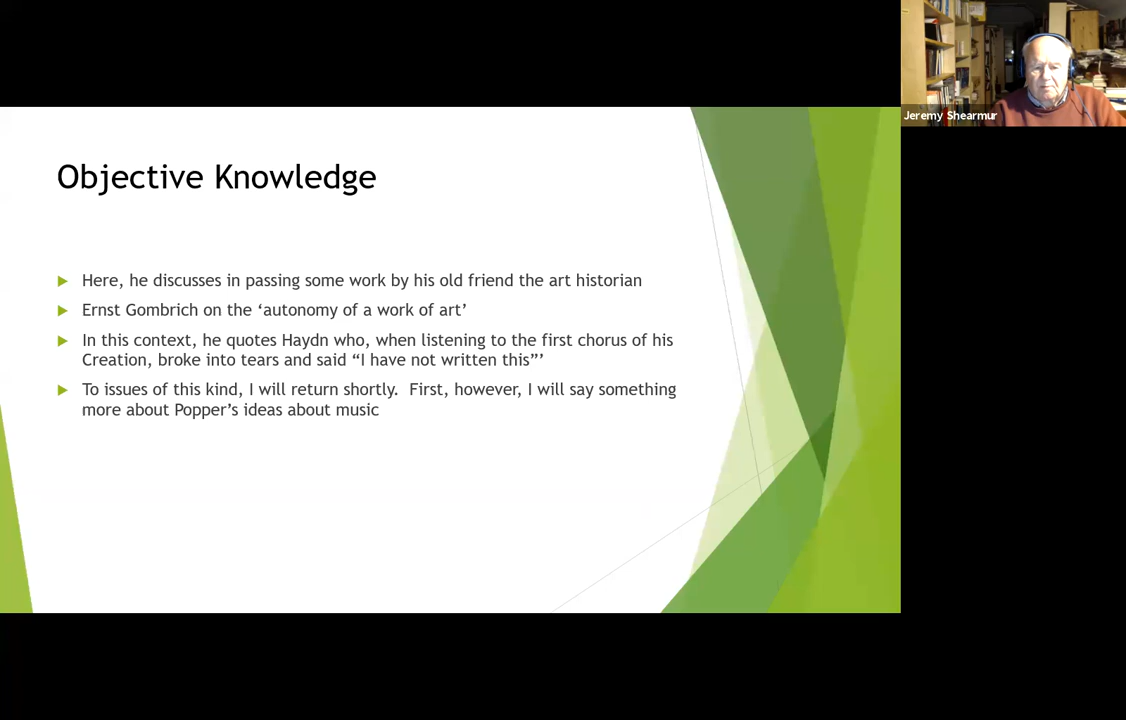 Jeremy Shearmur
Objective Knowledge
Here, he discusses in passing some work by his old friend the art historian
Ernst Gombrich on the ‘autonomy of a work of art’
In this context, he quotes Haydn who, when listening to the first chorus of his
Creation, broke into tears and said “I have not written this”’
To issues of this kind, I will return shortly.  First, however, I will say something
more about Popper’s ideas about music